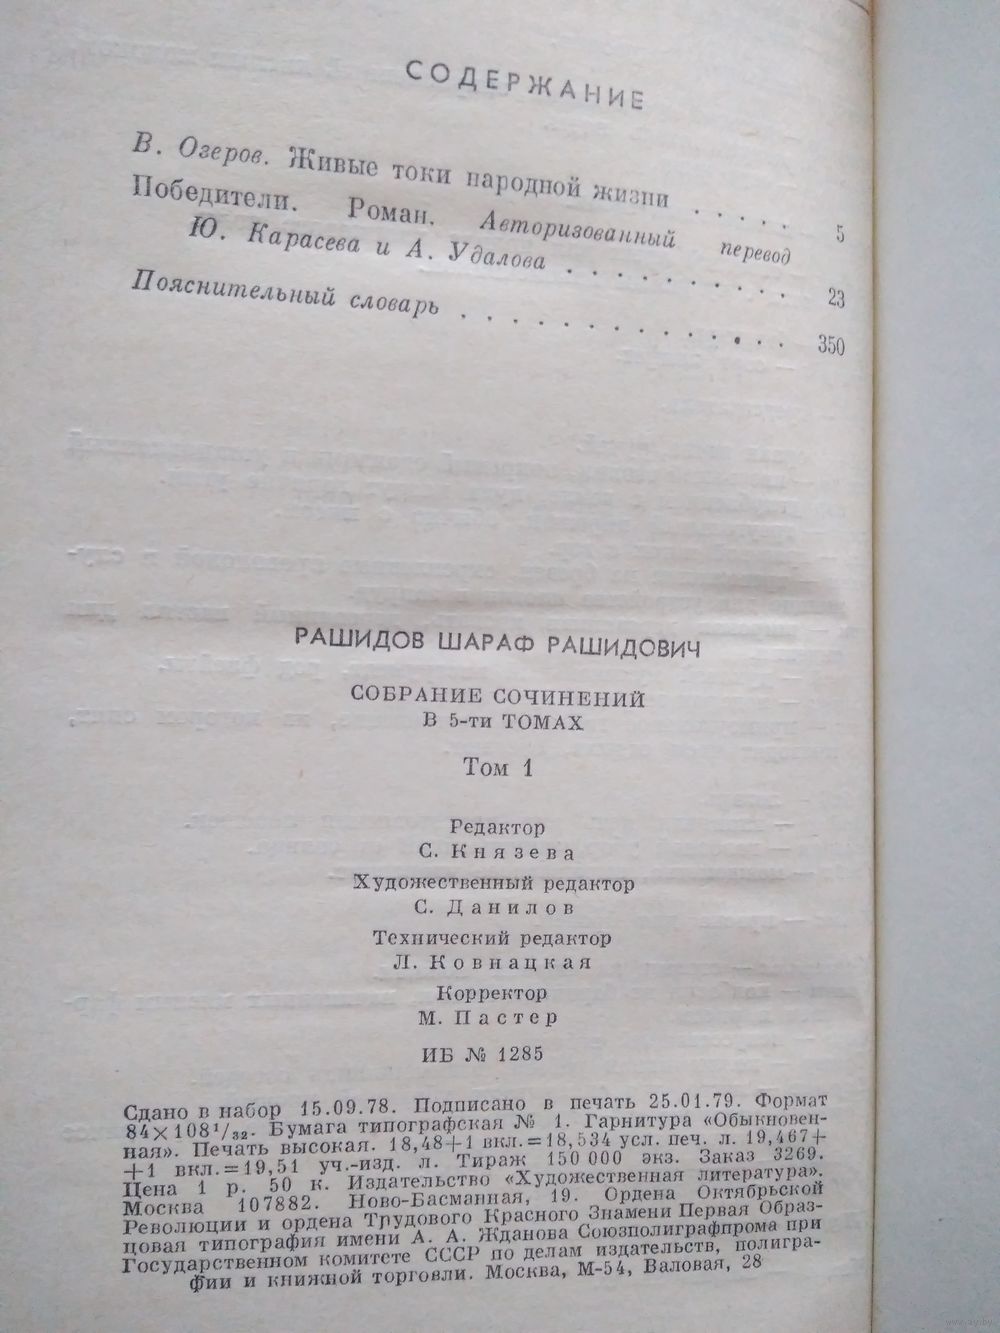 СОДЕРЖАНИЕ
В. Озеров. Живые токи народной жизни . . . . . 5
Победители. Роман. Авторизованный перевод
Ю. Карасева и А. Удалова . . . . . . . . . 23
Пояснительный словарь . . . . . . . . . . . . . 350
РАШИДОВ ШАРАФ РАШИДОВИЧ
СОБРАНИЕ СОЧИНЕНИЙ
В 5-ти ТОМАХ
Том 1
Редактор
С. Князева
Художественный редактор
С. Данилов
Технический редактор
Л. Ковнацкая
Корректор
М. Пастер
ИБ № 1285
Сдано в набор 15.09.78. Подписано в печать 25.01.79. Формат
84×108¹/₃₂. Бумага типографская № 1. Гарнитура «Обыкновен-
ная». Печать высокая. 18,48+1 вкл.=18,534 усл. печ. л. 19,467+
+1 вкл.=19,51 уч.-изд. л. Тираж 150 000 экз. Заказ 3269.
Цена 1 р. 50 к. Издательство «Художественная литература».
Москва 107882. Ново-Басманная, 19. Ордена Октябрьской
Революции и ордена Трудового Красного Знамени Первая Образ-
цовая типография имени А. А. Жданова Союзполиграфпрома при
Государственном комитете СССР по делам издательств, полигра-
фии и книжной торговли. Москва, М-54, Валовая, 28
www.ay.by